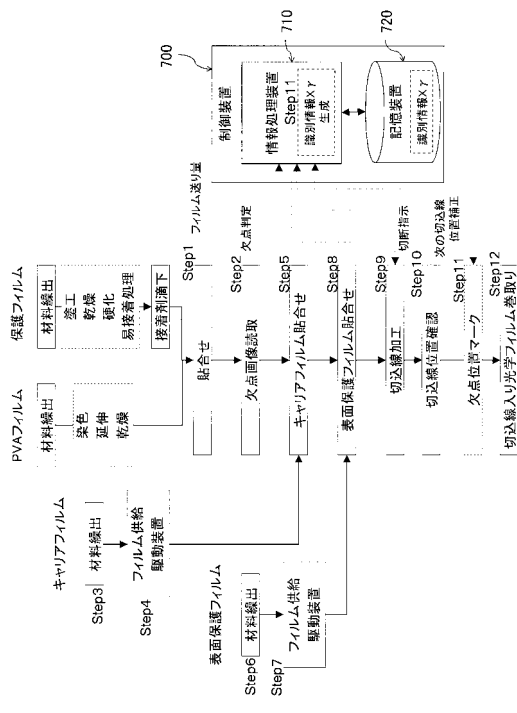 PVAフィルム
材料繰出
染色
延伸
乾燥
保護フィルム
材料繰出
塗工
乾燥
硬化
易接着処理
接着剤滴下
キャリアフィルム
Step3
材料繰出
Step4
フィルム供給
駆動装置
表面保護フィルム
Step6
材料繰出
Step7
フィルム供給
駆動装置
Step1
貼合せ
フィルム送り量
Step2
欠点画像読取
欠点判定
Step5
キャリアフィルム貼合せ
Step8
表面保護フィルム貼合せ
Step9
切込線加工
切断指示
Step10
切込線位置確認
次の切込線
位置補正
Step11
欠点位置マーク
Step12
切込線入り光学フィルム巻取り
700
制御装置
710
情報処理装置
Step11
識別情報Xγ
生成
720
記憶装置
識別情報Xγ